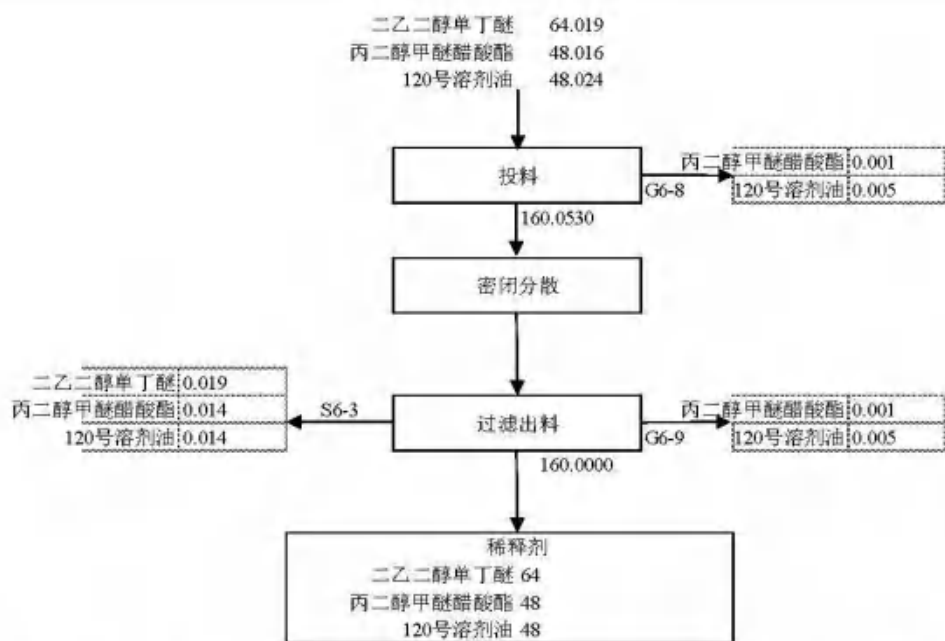 二乙二醇单丁醚 64.019
丙二醇甲醚醋酸酯 48.016
120号溶剂油 48.024
投料
G6-8
丙二醇甲醚醋酸酯 0.001
120号溶剂油 0.005
160.0530
密闭分散
二乙二醇单丁醚 0.019
丙二醇甲醚醋酸酯 0.014
120号溶剂油 0.014
S6-3
过滤出料
G6-9
丙二醇甲醚醋酸酯 0.001
120号溶剂油 0.005
160.0000
稀释剂
二乙二醇单丁醚 64
丙二醇甲醚醋酸酯 48
120号溶剂油 48